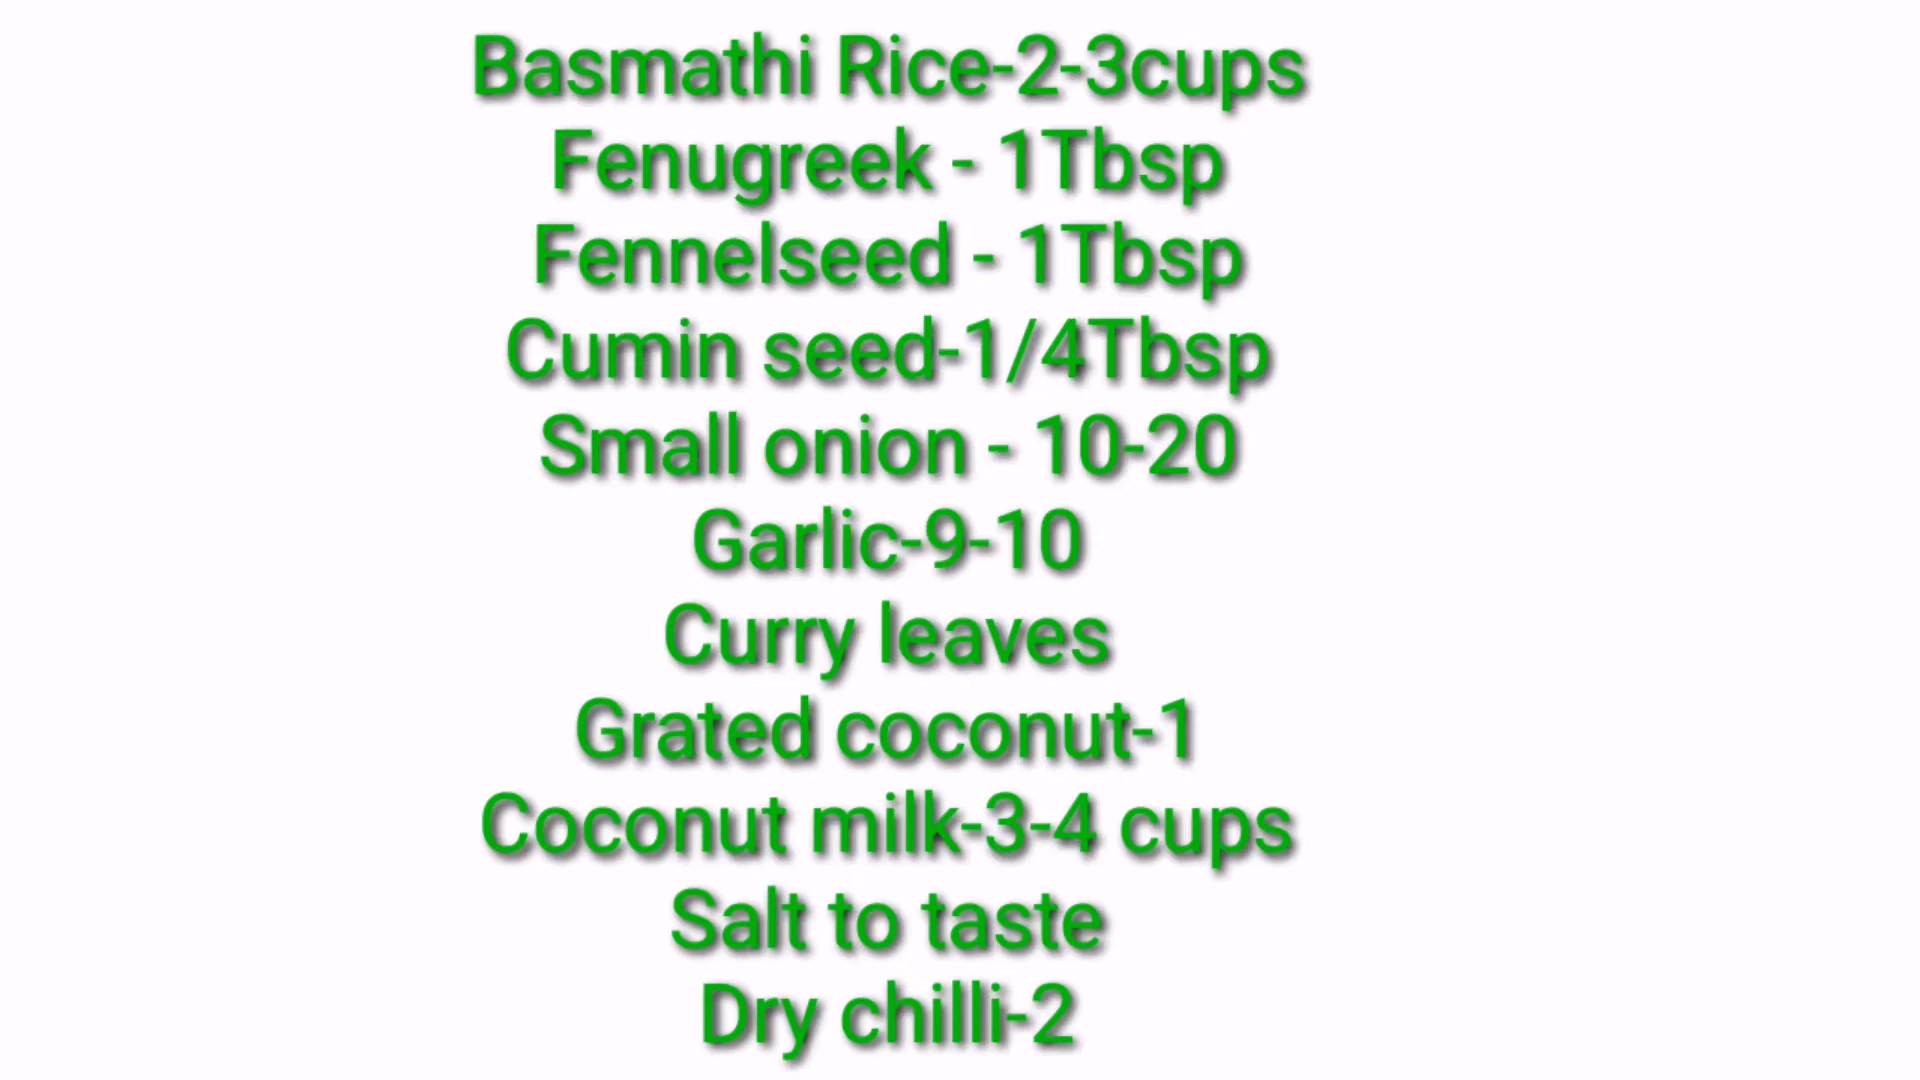 Basmathi Rice-2-3cups
Fenugreek - 1Tbsp
Fennelseed - 1Tbsp
Cumin seed-1/4Tbsp
Small onion - 10-20
Garlic-9-10
Curry leaves
Grated coconut-1
Coconut milk-3-4 cups
Salt to taste
Dry chilli-2